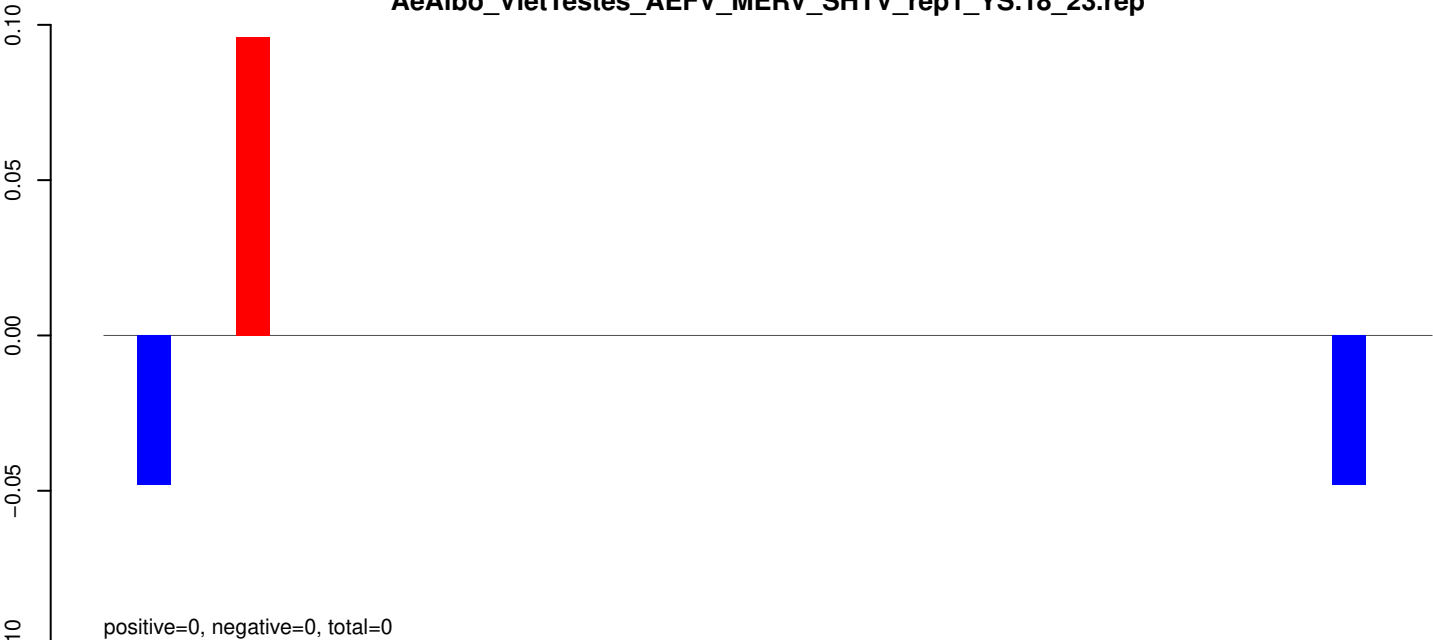 AeAlbo_VietTestes_AEFV_MERV_SHTV_rep1_YS.18_23.rep
0.10
0.05
0.00
−0.05
positive=0, negative=0, total=0